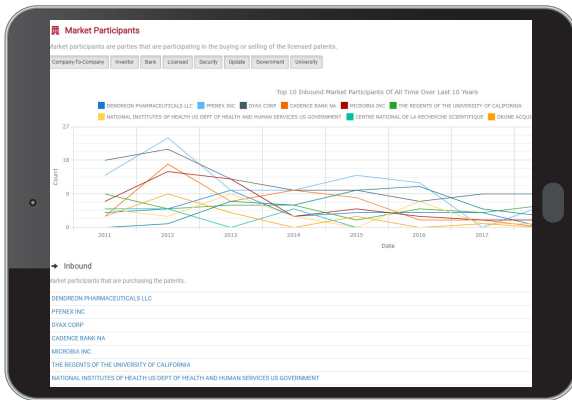 Market Participants
Market participants are parties that are participating in the buying or selling of the licensed patents.
Company-To-Company Inventor Bank Licensed Security Update Government University
Top 10 Inbound Market Participants Of All Time Over Last 10 Years
DENDREON PHARMACEUTICALS LLC PFENEX INC DYAX CORP CADENCE BANK NA MICROBIA INC THE REGENTS OF THE UNIVERSITY OF CALIFORNIA
NATIONAL INSTITUTES OF HEALTH US DEPT OF HEALTH AND HUMAN SERVICES US GOVERNMENT CENTRE NATIONAL DE LA RECHERCHE SCIENTIFIQUE DRONE ACQUIS
27
18
9
0
Count
2011 2012 2013 2014 2015 2016 2017
Date
Inbound
Market participants that are purchasing the patents.
DENDREON PHARMACEUTICALS LLC
PFENEX INC
DYAX CORP
CADENCE BANK NA
MICROBIA INC
THE REGENTS OF THE UNIVERSITY OF CALIFORNIA
NATIONAL INSTITUTES OF HEALTH US DEPT OF HEALTH AND HUMAN SERVICES US GOVERNMENT